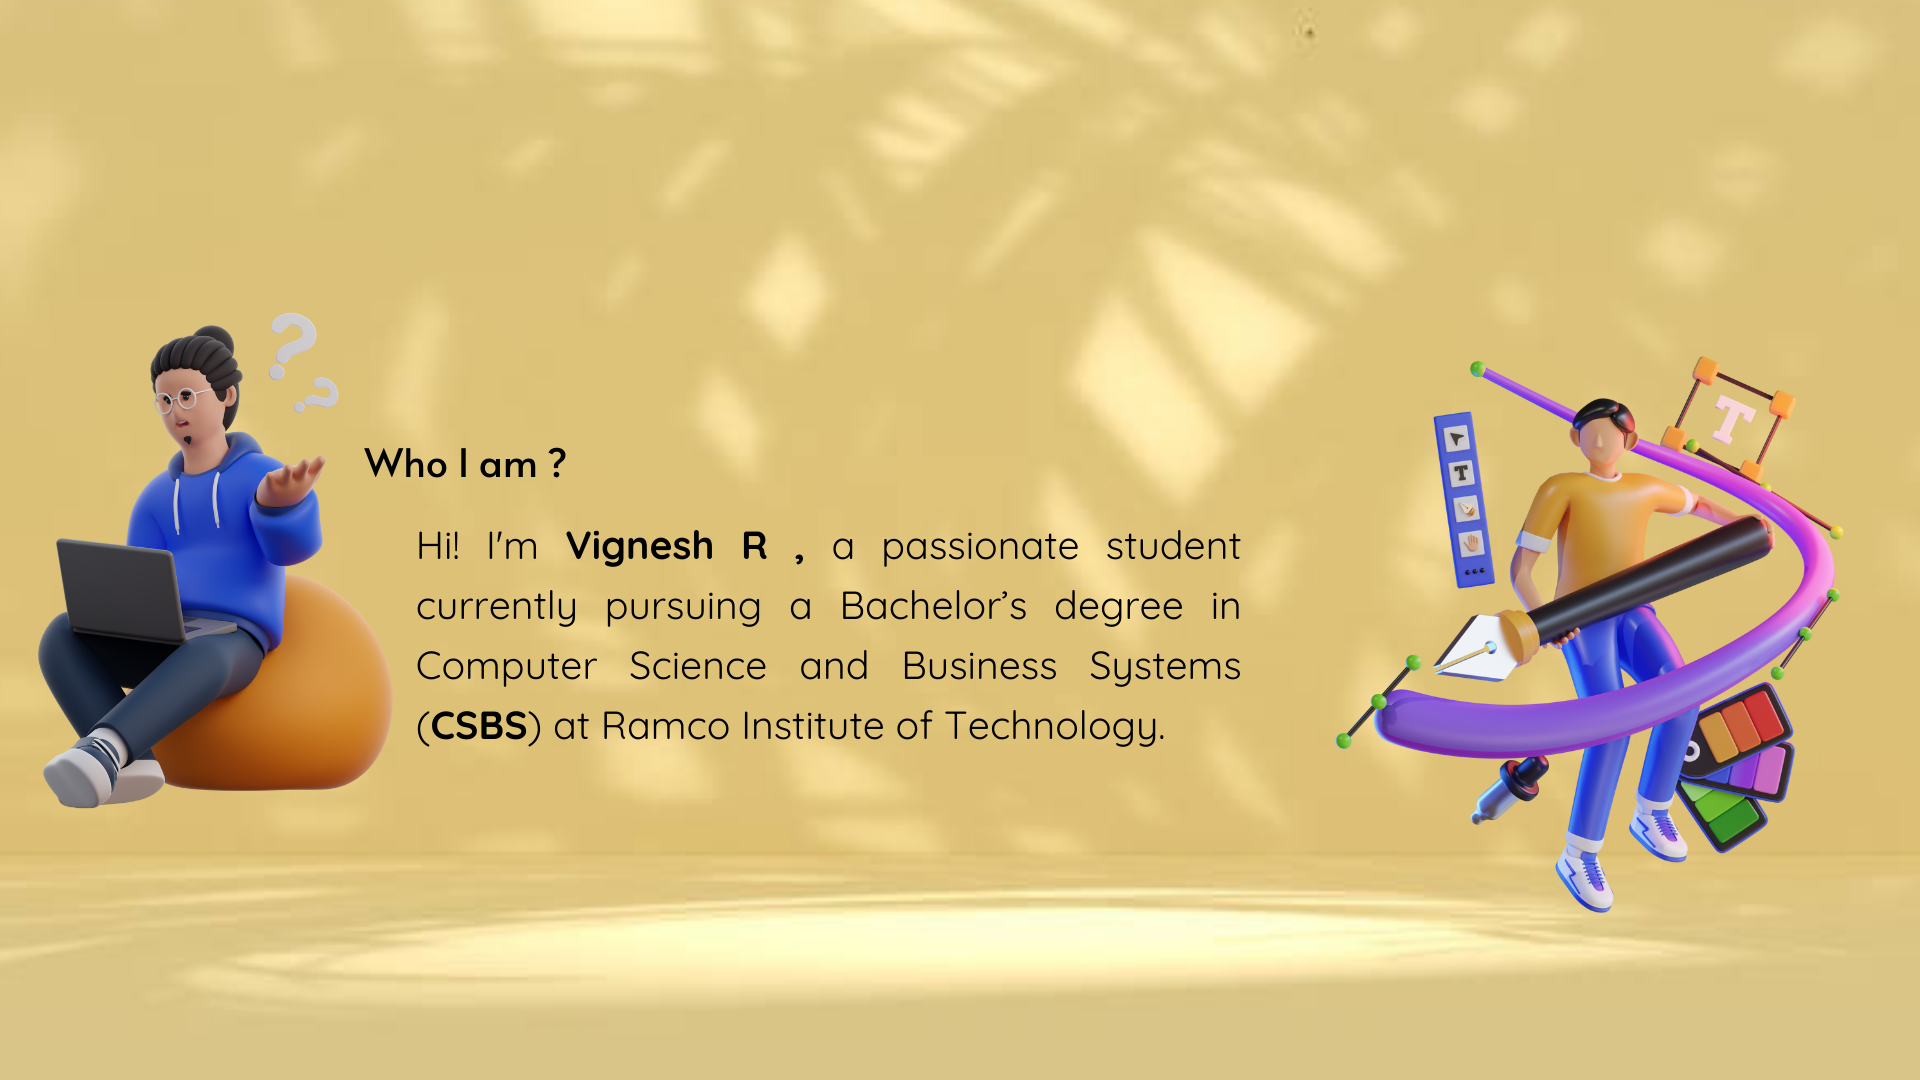 Who I am ?
Hi! I'm Vignesh R , a passionate student
currently pursuing a Bachelor’s degree in
Computer Science and Business Systems
(CSBS) at Ramco Institute of Technology.
? ?
T
T